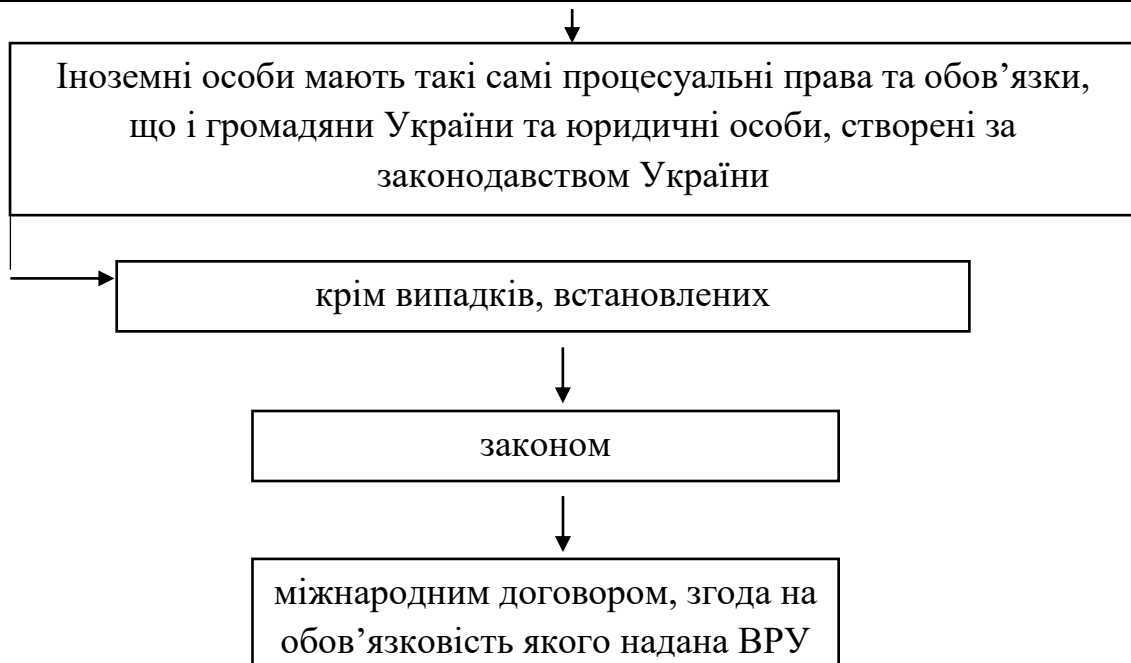 Іноземні особи мають такі самі процесуальні права та обов’язки,
що і громадяни України та юридичні особи, створені за
законодавством України
крім випадків, встановлених
законом
міжнародним договором, згода на
обов’язковість якого надана ВРУ